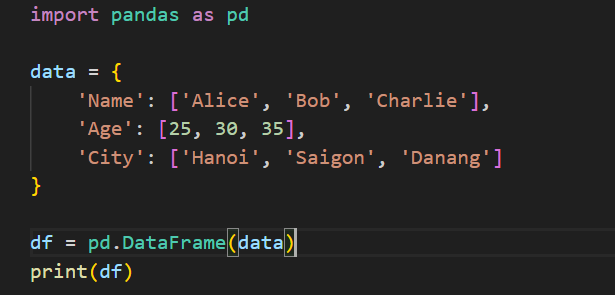 import pandas as pd
data = {
    'Name': ['Alice', 'Bob', 'Charlie'],
    'Age': [25, 30, 35],
    'City': ['Hanoi', 'Saigon', 'Danang']
}
df = pd.DataFrame(data)
print(df)